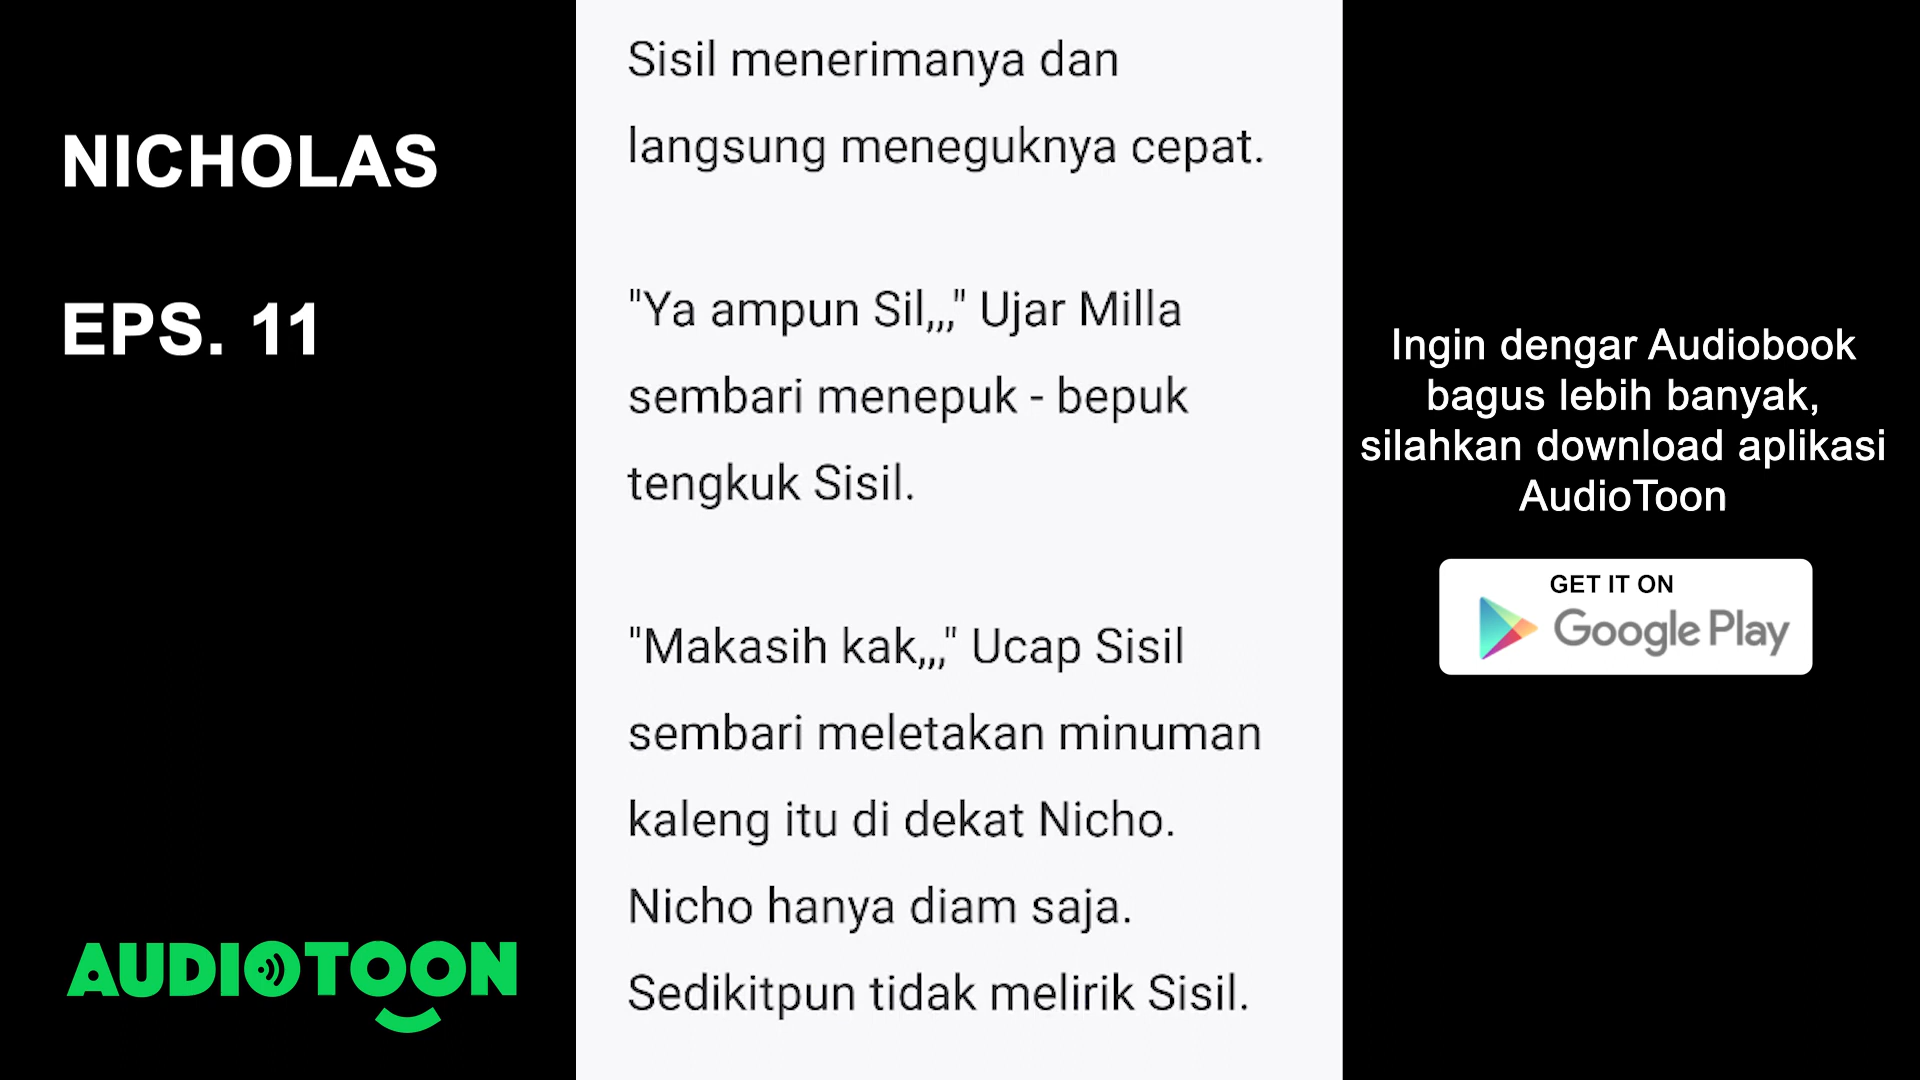 NICHOLAS
EPS. 11
AUDIOTOON
Sisil menerimanya dan
langsung meneguknya cepat.
"Ya ampun Sil,,," Ujar Milla
sembari menepuk - bepuk
tengkuk Sisil.
"Makasih kak,,," Ucap Sisil
sembari meletakan minuman
kaleng itu di dekat Nicho.
Nicho hanya diam saja.
Sedikitpun tidak melirik Sisil.
Ingin dengar Audiobook
bagus lebih banyak,
silahkan download aplikasi
AudioToon
GET IT ON
Google Play